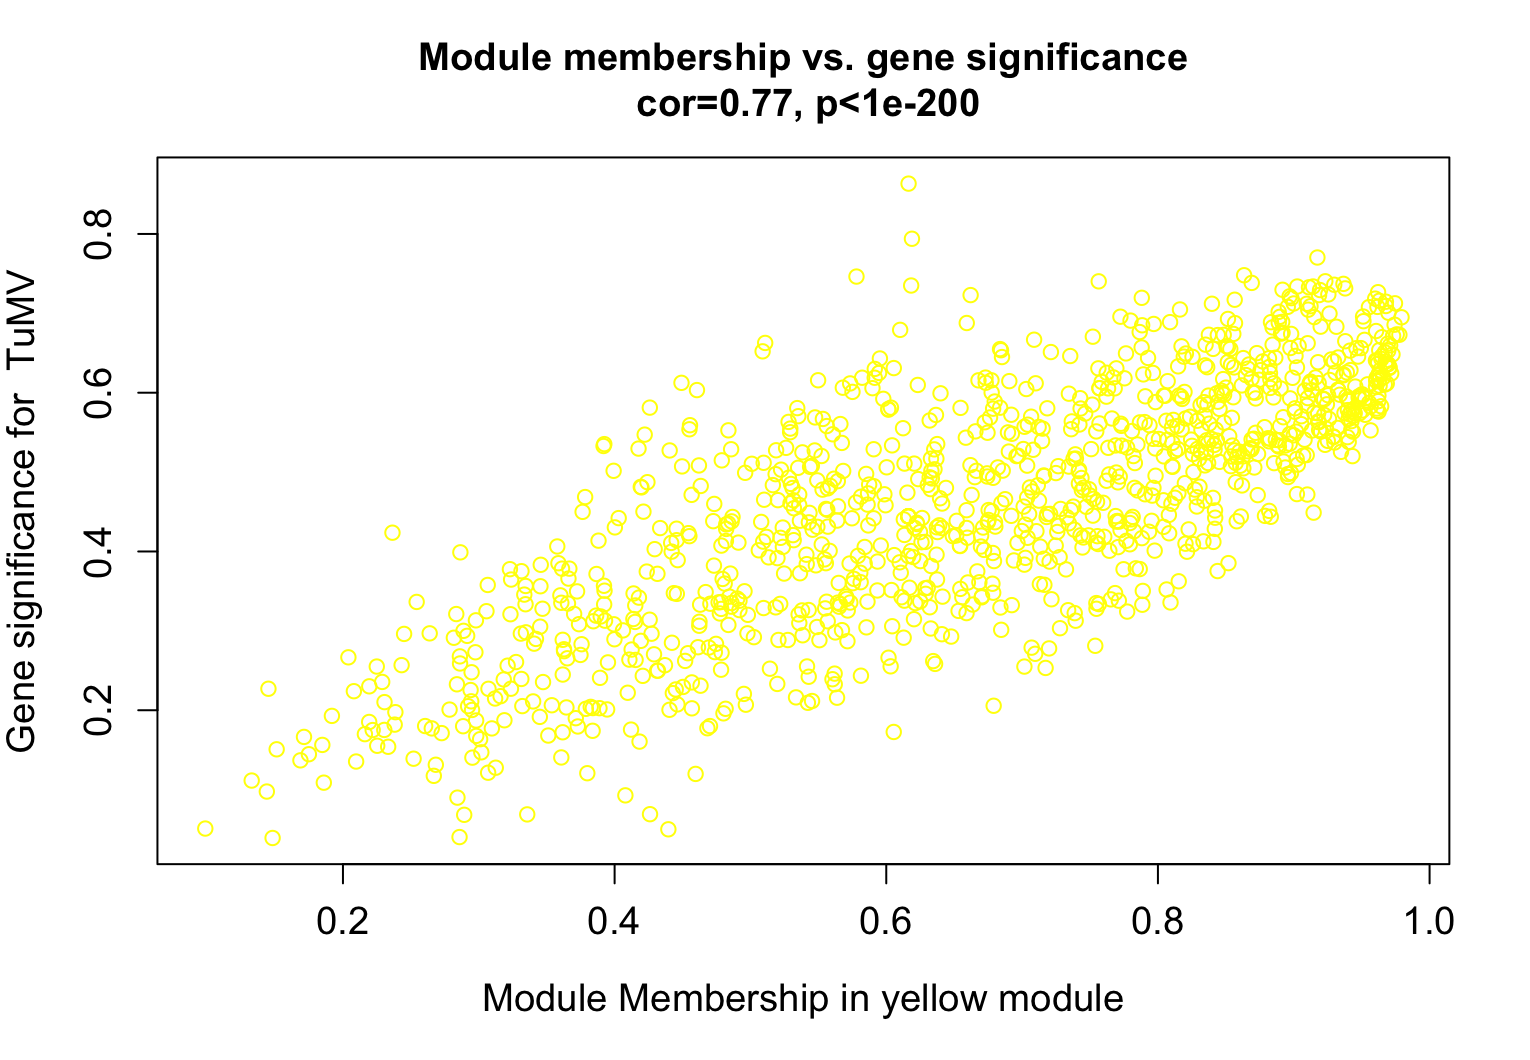 Module membership vs. gene significance
cor=0.77, p<1e-200
Gene significance for  TuMV
0.8
0.6
0.4
0.2
0.2 0.4 0.6 0.8 1.0
Module Membership in yellow module